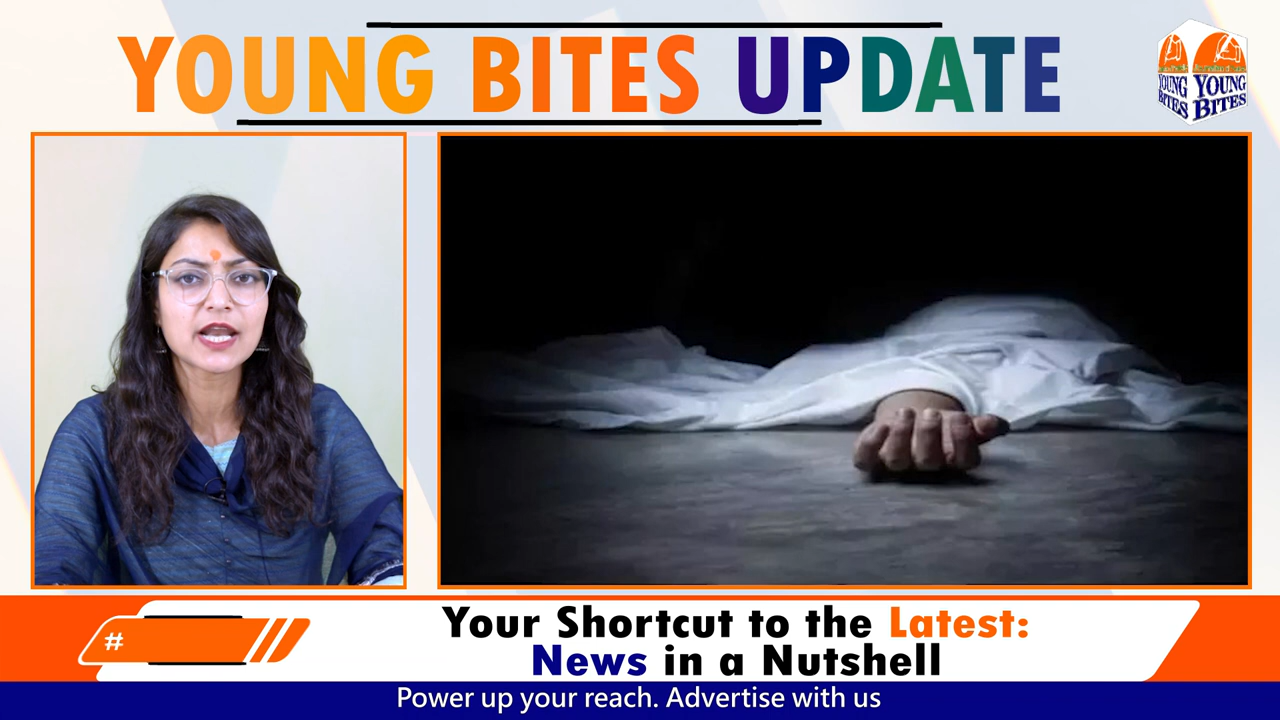 YOUNG BITES UPDATE
YOUNG
BITES
YOUNG
BITES
#
Your Shortcut to the Latest:
News in a Nutshell
Power up your reach. Advertise with us